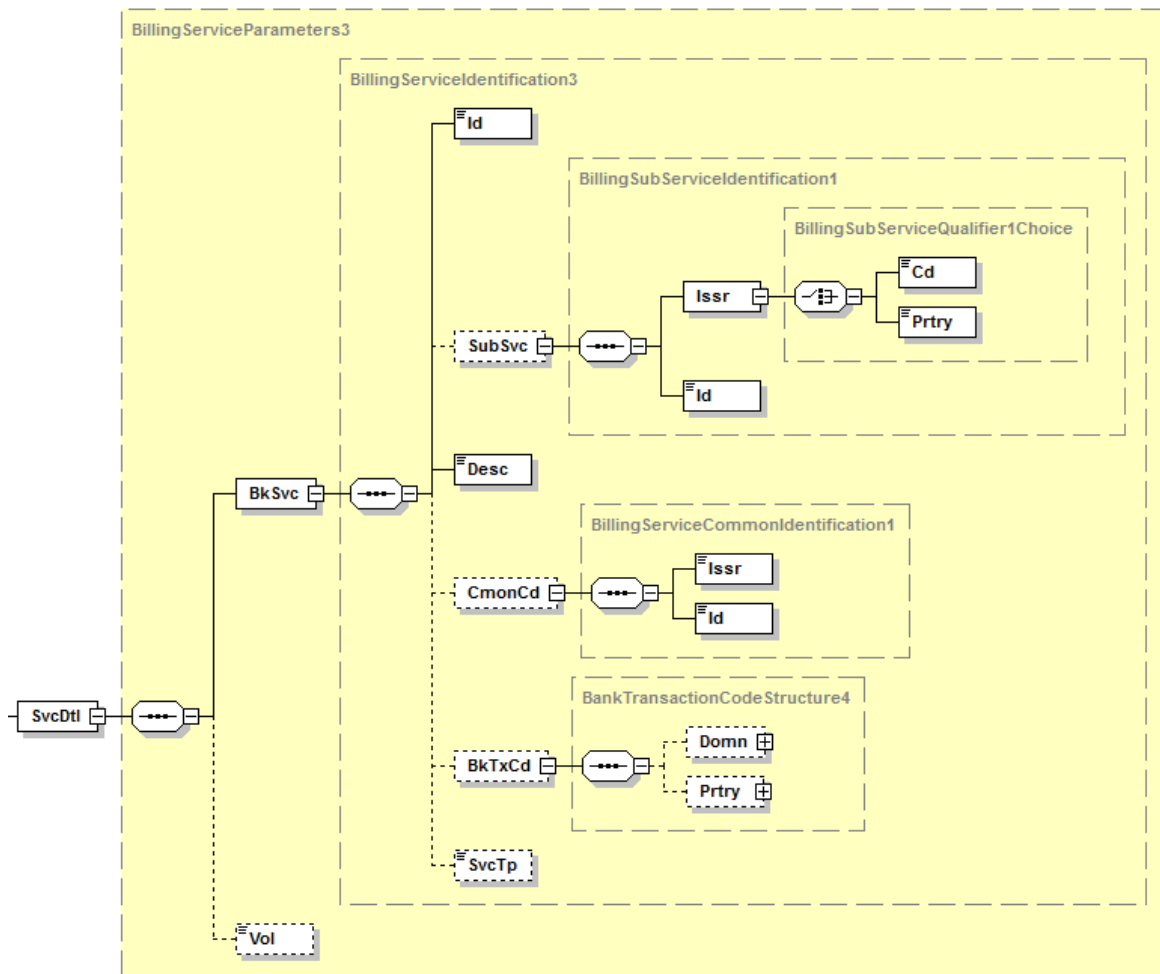 BillingServiceParameters3
BillingServiceIdentification3
Id
BillingSubServiceIdentification1
BillingSubServiceQualifier1Choice
Cd
Issr
Prtry
SubSvc
Id
Desc
BkSvc
BillingServiceCommonIdentification1
Issr
CmonCd
Id
BankTransactionCodeStructure4
SvcDtl
Domn
BkTxCd
Prtry
SvcTp
Vol